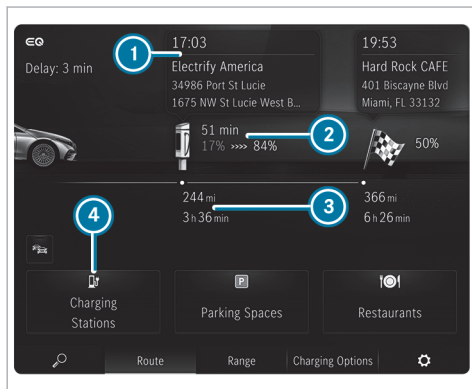 EQ
Delay: 3 min
1
17:03
Electrify America
34986 Port St Lucie
1675 NW St Lucie West B...
19:53
Hard Rock CAFE
401 Biscayne Blvd
Miami, FL 33132
51 min
17% »»» 84%
2
50%
244 mi
3 h 36 min
3
366 mi
6 h 26 min
4
Charging
Stations
P
Parking Spaces
Restaurants
Route
Range
Charging Options